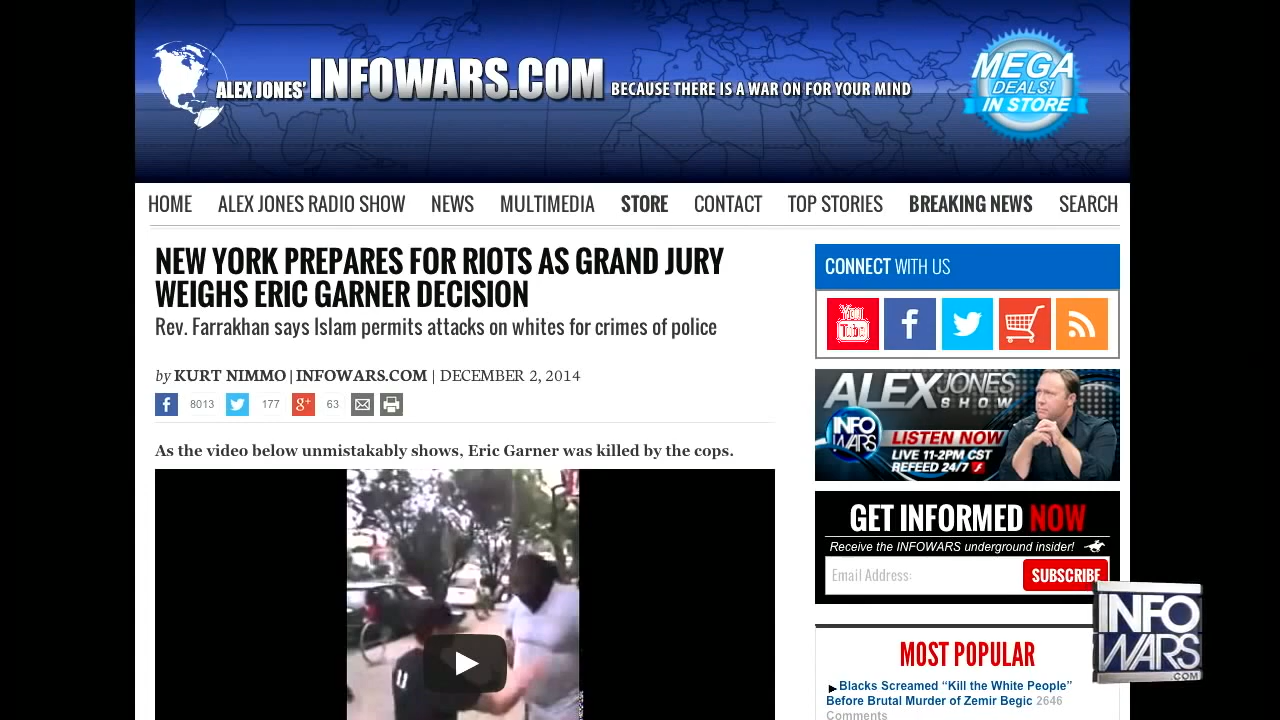 ALEX JONES' INFOWARS.COM BECAUSE THERE IS A WAR ON FOR YOUR MIND
MEGA
DEALS!
IN STORE
HOME ALEX JONES RADIO SHOW NEWS MULTIMEDIA STORE CONTACT TOP STORIES BREAKING NEWS SEARCH
NEW YORK PREPARES FOR RIOTS AS GRAND JURY
WEIGHS ERIC GARNER DECISION
Rev. Farrakhan says Islam permits attacks on whites for crimes of police
by KURT NIMMO | INFOWARS.COM | DECEMBER 2, 2014
f 8013 177 g+ 63
As the video below unmistakably shows, Eric Garner was killed by the cops.
CONNECT WITH US
You
Tube
f
ALEX JONES
SHOW
INFO
WARS
LISTEN NOW
LIVE 11-2PM CST
REFEED 24/7
GET INFORMED NOW
Receive the INFOWARS underground insider!
Email Address:
SUBSCRIBE
MOST POPULAR
Blacks Screamed “Kill the White People”
Before Brutal Murder of Zemir Begic 2646
Comments
INFO
WARS
.COM